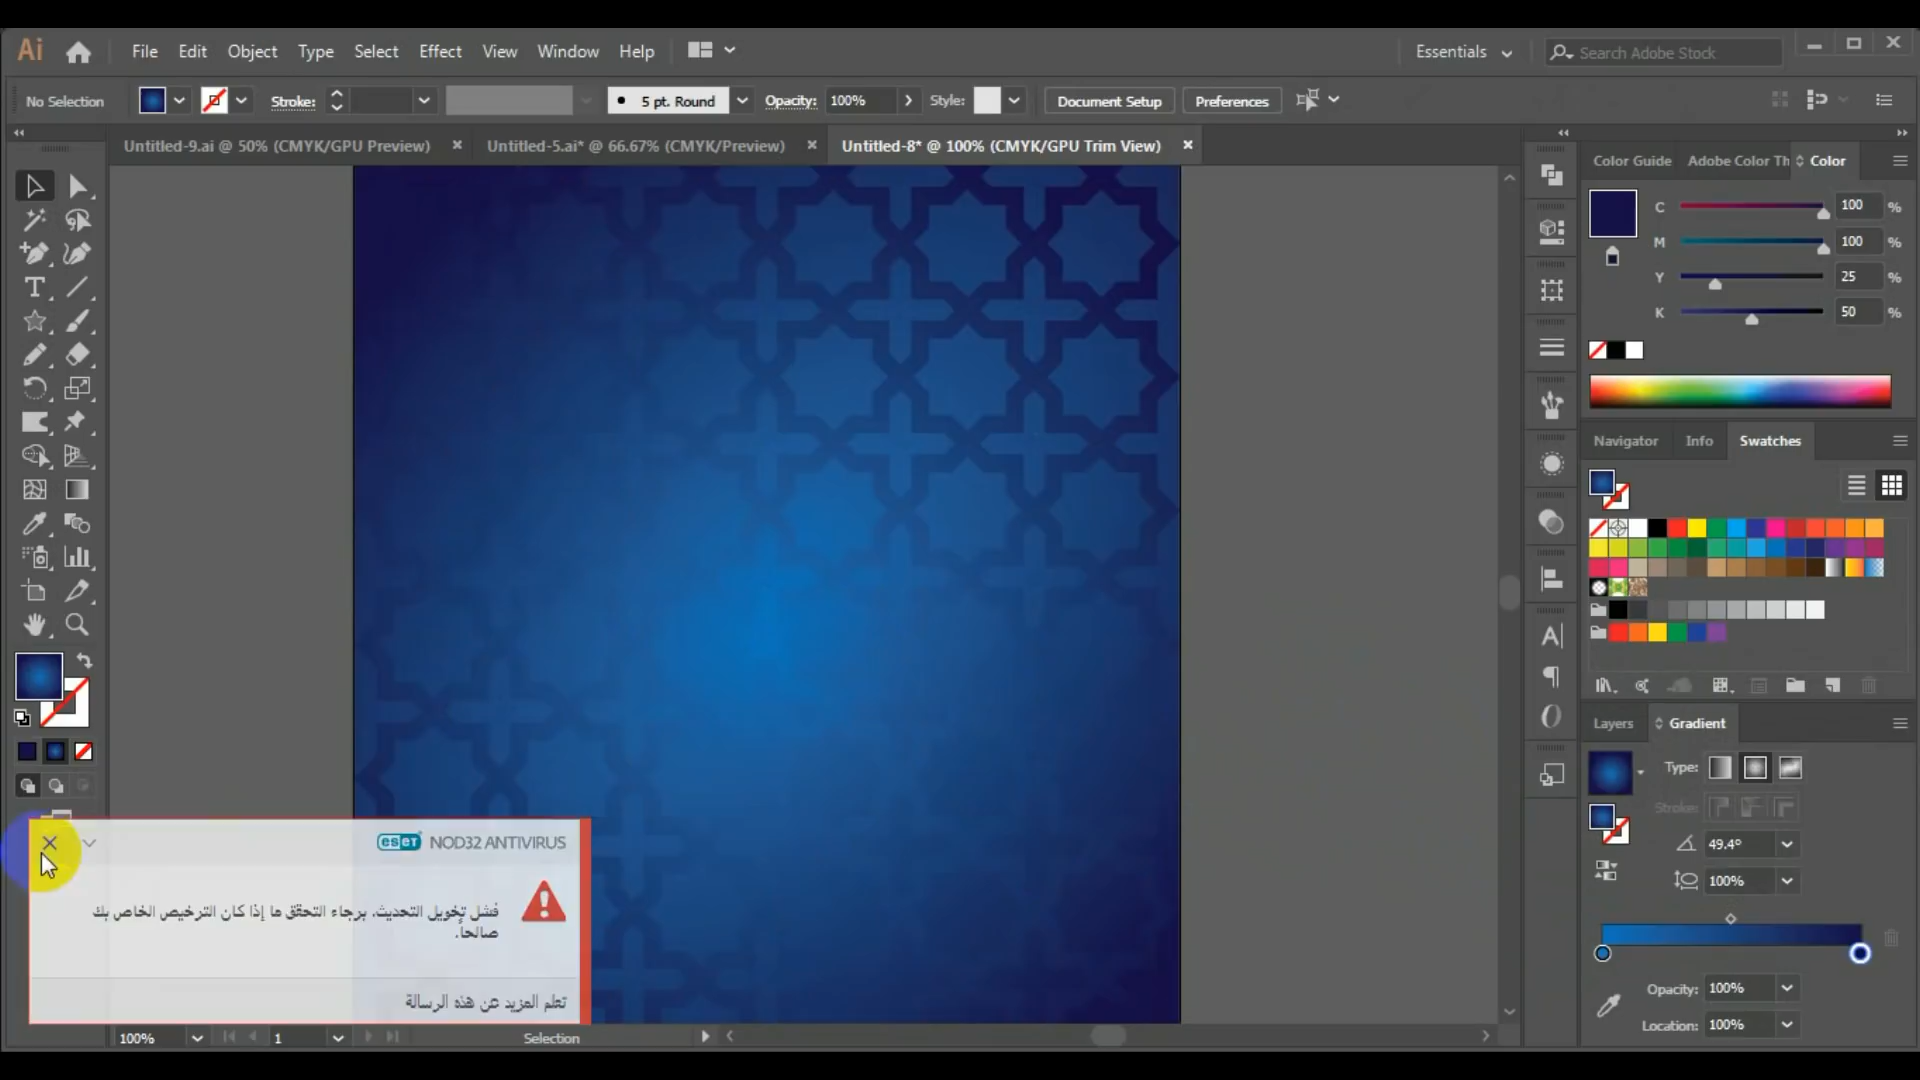 Ai File Edit Object Type Select Effect View Window Help Essentials Search Adobe Stock
No Selection Stroke: 5 pt. Round Opacity: 100% Style: Document Setup Preferences
Untitled-9.ai @ 50% (CMYK/GPU Preview) Untitled-5.ai* @ 66.67% (CMYK/Preview) Untitled-8* @ 100% (CMYK/GPU Trim View)
Color Guide Adobe Color Th Color
C 100 %
M 100 %
Y 25 %
K 50 %
Navigator Info Swatches
Layers Gradient
Type:
Stroke:
49.4°
100%
Opacity: 100%
Location: 100%
eseT NOD32 ANTIVIRUS
فشل تخويل التحديث. برجاء التحقق ما إذا كان الترخيص الخاص بك
صالحاً.
تعلم المزيد عن هذه الرسالة
100% 1 Selection